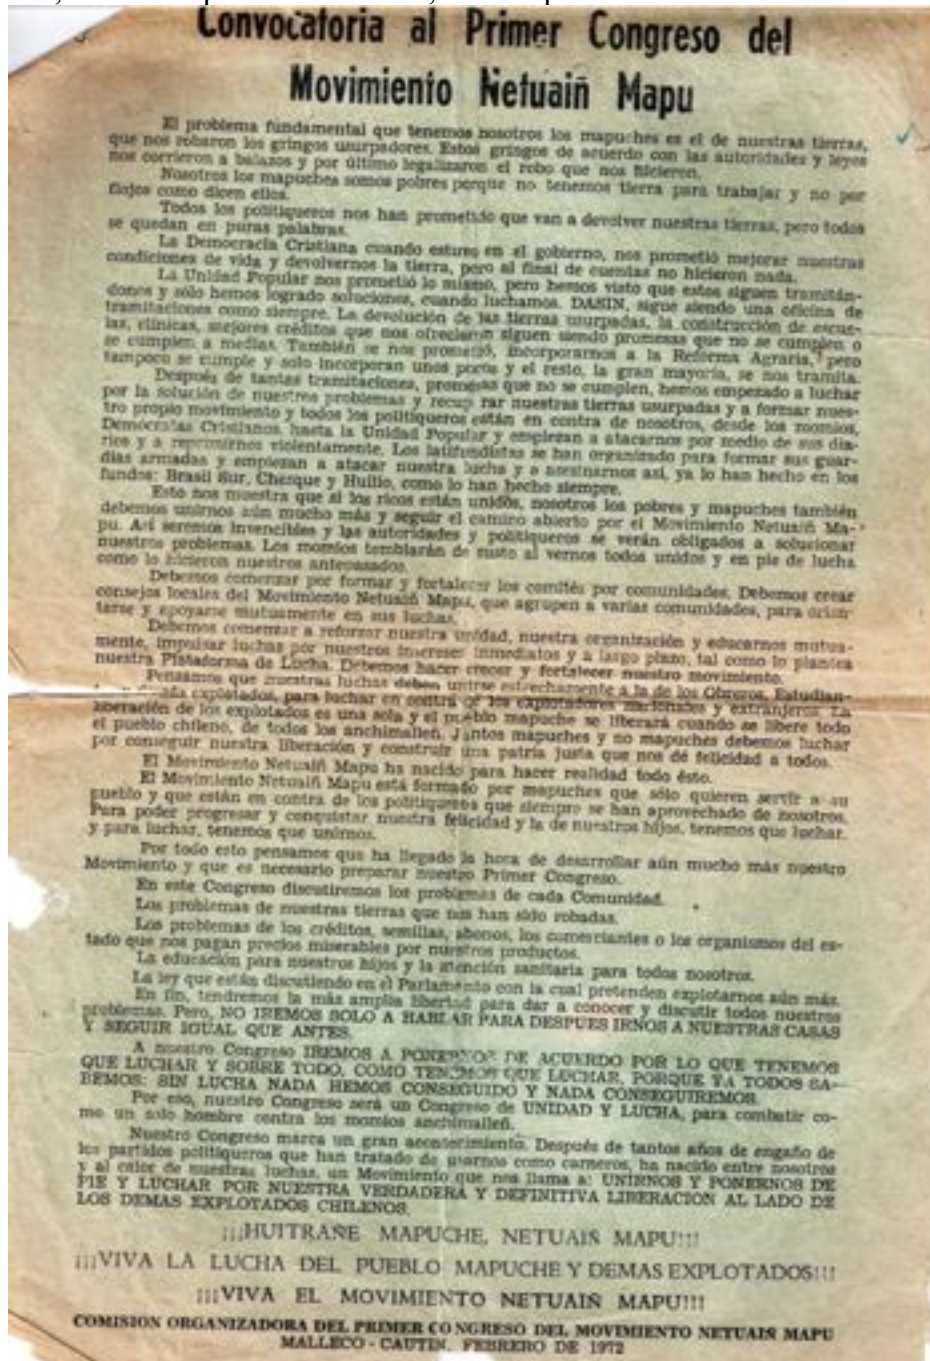 Convocatoria al Primer Congreso del
Movimiento Netuaiñ Mapu
El problema fundamental que tenemos nosotros los mapuches es el de nuestras tierras,
que nos robaron los gringos usurpadores. Estos gringos de acuerdo con las autoridades y leyes
nos corrieron a balazos y por último legalizaron el robo que nos hicieron.
Nosotros los mapuches somos pobres porque no tenemos tierra para trabajar y no por
flojos como dicen ellos.
Todos los politiqueros nos han prometido que van a devolver nuestras tierras, pero todos
se quedan en puras palabras.
La Democracia Cristiana cuando estuvo en el gobierno, nos prometió mejorar nuestras
condiciones de vida y devolvernos la tierra, pero al final de cuentas no hicieron nada.
La Unidad Popular nos prometió lo mismo, pero hemos visto que estos siguen tramitán-
donos y sólo hemos logrado soluciones, cuando luchamos. DASIN, sigue siendo una oficina de
tramitaciones como siempre. La devolución de las tierras usurpadas, la construcción de escue-
las, clínicas, mejores créditos que nos ofrecieron siguen siendo promesas que no se cumplen o
se cumplen a medias. También se nos prometió, incorporarnos a la Reforma Agraria, pero
tampoco se cumple y solo incorporan unos pocos y el resto, la gran mayoría, se nos tramita.
Después de tantas tramitaciones, promesas que no se cumplen, hemos empezado a luchar
por la solución de nuestros problemas y recup rar nuestras tierras usurpadas y a formar nues-
tro propio movimiento y todos los politiqueros están en contra de nosotros, desde los momios,
Demócratas Cristianos, hasta la Unidad Popular y empiezan a atacarnos por medio de sus dia-
rios y a reprimirnos violentamente. Los latifundistas se han organizado para formar sus guar-
dias armadas y empiezan a atacar nuestra lucha y a asesinarnos así, ya lo han hecho en los
fundos: Brasil Sur, Chesque y Huilio, como lo han hecho siempre.
Esto nos muestra que si los ricos están unidos, nosotros los pobres y mapuches también
debemos unirnos aún mucho más y seguir el camino abierto por el Movimiento Netuaiñ Ma-
pu. Así seremos invencibles y las autoridades y politiqueros se verán obligados a solucionar
nuestros problemas. Los momios temblarán de susto al vernos todos unidos y en pie de lucha
como lo hicieron nuestros antepasados.
Debemos comenzar por formar y fortalecer los comités por comunidades. Debemos crear
consejos locales del Movimiento Netuaiñ Mapu, que agrupen a varias comunidades, para orien-
tarse y apoyarse mutuamente en sus luchas.
Debemos comenzar a reforzar nuestra unidad, nuestra organización y educarnos mutua-
mente, impulsar luchas por nuestros intereses inmediatos y a largo plazo, tal como lo plantea
nuestra Plataforma de Lucha. Debemos hacer crecer y fortalecer nuestro movimiento.
Pensamos que nuestras luchas deben unirse estrechamente a la de los Obreros, Estudian-
explotados, para luchar en contra de los explotadores nacionales y extranjeros. La
liberación de los explotados es una sola y el pueblo mapuche se liberará cuando se libere todo
el pueblo chileno, de todos los anchimalleñ. Juntos mapuches y no mapuches debemos luchar
por conseguir nuestra liberación y construir una patria justa que nos dé felicidad a todos.
El Movimiento Netuaiñ Mapu ha nacido para hacer realidad todo ésto.
El Movimiento Netuaiñ Mapu está formado por mapuches que sólo quieren servir a su
pueblo y que están en contra de los politiqueros que siempre se han aprovechado de nosotros.
Para poder progresar y conquistar nuestra felicidad y la de nuestros hijos, tenemos que luchar,
y para luchar, tenemos que unirnos.
Por todo esto pensamos que ha llegado la hora de desarrollar aún mucho más nuestro
Movimiento y que es necesario preparar nuestro Primer Congreso.
En este Congreso discutiremos los problemas de cada Comunidad.
Los problemas de nuestras tierras que nos han sido robadas.
Los problemas de los créditos, semillas, abonos, los comerciantes o los organismos del es-
tado que nos pagan precios miserables por nuestros productos.
La educación para nuestros hijos y la atención sanitaria para todos nosotros.
La ley que están discutiendo en el Parlamento con la cual pretenden explotarnos aún más.
En fin, tendremos la más amplia libertad para dar a conocer y discutir todos nuestros
problemas. Pero, NO IREMOS SOLO A HABLAR PARA DESPUES IRNOS A NUESTRAS CASAS
Y SEGUIR IGUAL QUE ANTES.
A nuestro Congreso IREMOS A PONERNOS DE ACUERDO POR LO QUE TENEMOS
QUE LUCHAR Y SOBRE TODO, COMO TENEMOS QUE LUCHAR, PORQUE YA TODOS SA-
BEMOS: SIN LUCHA NADA HEMOS CONSEGUIDO Y NADA CONSEGUIREMOS.
Por eso, nuestro Congreso será un Congreso de UNIDAD Y LUCHA, para combatir co-
mo un solo hombre contra los momios anchimalleñ.
Nuestro Congreso marca un gran acontecimiento. Después de tantos años de engaño de
los partidos politiqueros que han tratado de usarnos como carneros, ha nacido entre nosotros
y al calor de nuestras luchas, un Movimiento que nos llama a: UNIRNOS Y PONERNOS DE
PIE Y LUCHAR POR NUESTRA VERDADERA Y DEFINITIVA LIBERACION AL LADO DE
LOS DEMAS EXPLOTADOS CHILENOS.
¡¡¡HUITRAÑE MAPUCHE, NETUAIÑ MAPU!!!
¡¡¡VIVA LA LUCHA DEL PUEBLO MAPUCHE Y DEMAS EXPLOTADOS!!!
¡¡¡VIVA EL MOVIMIENTO NETUAIÑ MAPU!!!
COMISION ORGANIZADORA DEL PRIMER CONGRESO DEL MOVIMIENTO NETUAIÑ MAPU
MALLECO - CAUTIN, FEBRERO DE 1972